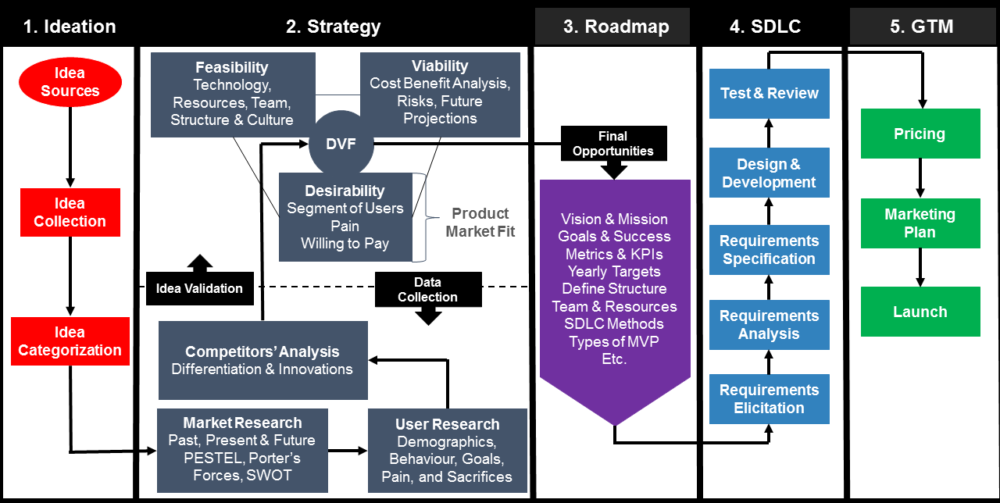 1. Ideation
2. Strategy
3. Roadmap
4. SDLC
5. GTM
Idea
Sources
Idea
Collection
Idea
Categorization
Feasibility
Technology,
Resources, Team,
Structure & Culture
Viability
Cost Benefit Analysis,
Risks, Future
Projections
DVF
Desirability
Segment of Users
Pain
Willing to Pay
Product
Market Fit
Idea Validation
Data
Collection
Competitors’ Analysis
Differentiation & Innovations
Market Research
Past, Present & Future
PESTEL, Porter’s
Forces, SWOT
User Research
Demographics,
Behaviour, Goals,
Pain, and Sacrifices
Final
Opportunities
Vision & Mission
Goals & Success
Metrics & KPIs
Yearly Targets
Define Structure
Team & Resources
SDLC Methods
Types of MVP
Etc.
Test & Review
Design &
Development
Requirements
Specification
Requirements
Analysis
Requirements
Elicitation
Pricing
Marketing
Plan
Launch